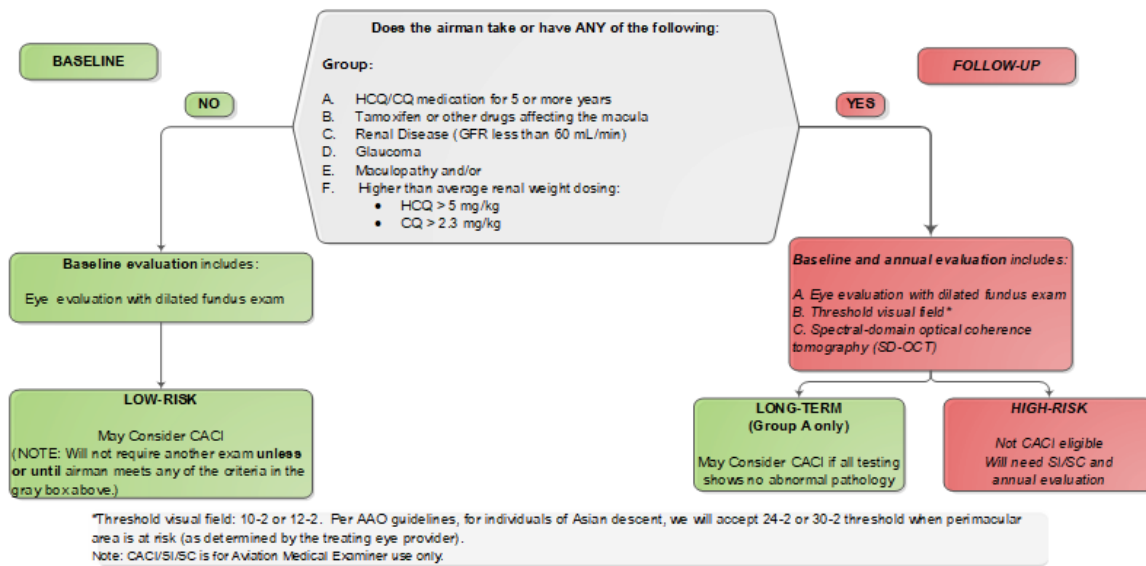 Does the airman take or have ANY of the following:
BASELINE
FOLLOW-UP
Group:
NO
YES
A. HCQ/CQ medication for 5 or more years
B. Tamoxifen or other drugs affecting the macula
C. Renal Disease (GFR less than 60 mL/min)
D. Glaucoma
E. Maculopathy and/or
F. Higher than average renal weight dosing:
• HCQ > 5 mg/kg
• CQ > 2.3 mg/kg
Baseline evaluation includes:
Eye evaluation with dilated fundus exam
Baseline and annual evaluation includes:
A. Eye evaluation with dilated fundus exam
B. Threshold visual field*
C. Spectral-domain optical coherence
tomography (SD-OCT)
LOW-RISK
May Consider CACI
(NOTE: Will not require another exam unless
or until airman meets any of the criteria in the
gray box above.)
LONG-TERM
(Group A only)
May Consider CACI if all testing
shows no abnormal pathology
HIGH-RISK
Not CACI eligible
Will need SI/SC and
annual evaluation
*Threshold visual field: 10-2 or 12-2. Per AAO guidelines, for individuals of Asian descent, we will accept 24-2 or 30-2 threshold when perimacular
area is at risk (as determined by the treating eye provider).
Note: CACI/SI/SC is for Aviation Medical Examiner use only.